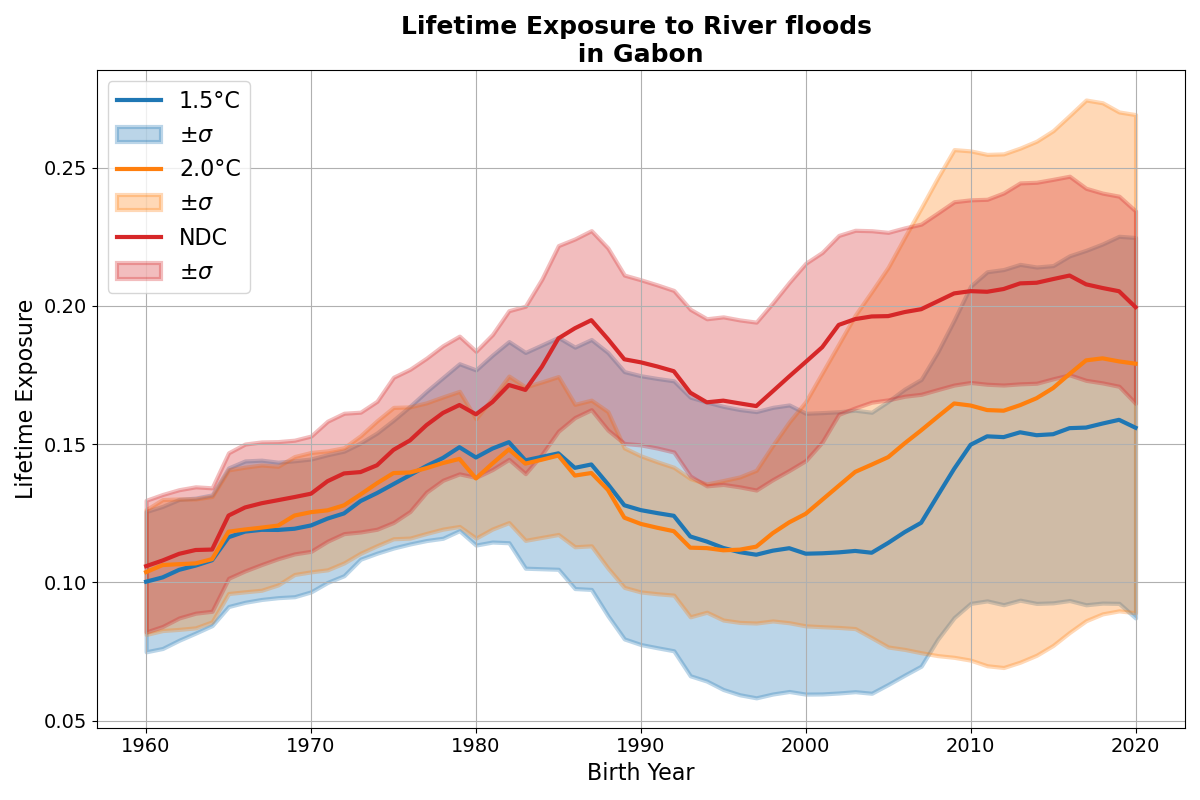 Lifetime Exposure to River floods
in Gabon
1.5°C
±σ
2.0°C
±σ
NDC
±σ
Lifetime Exposure
0.25
0.20
0.15
0.10
0.05
1960 1970 1980 1990 2000 2010 2020
Birth Year